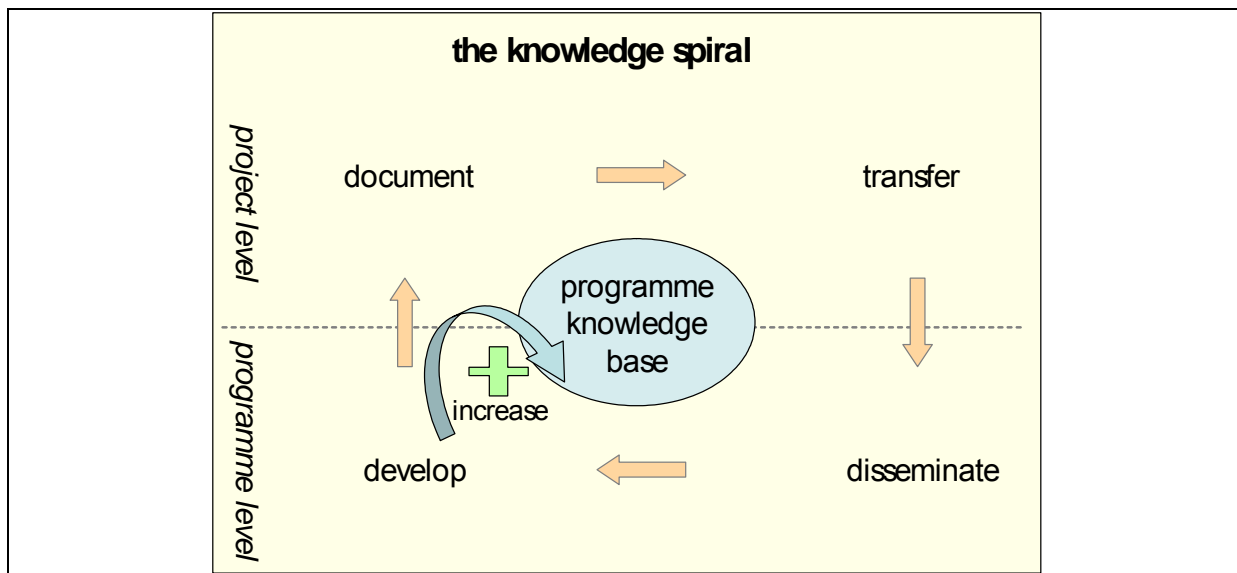 the knowledge spiral
project level
document
transfer
programme
knowledge
base
increase
programme level
develop
disseminate